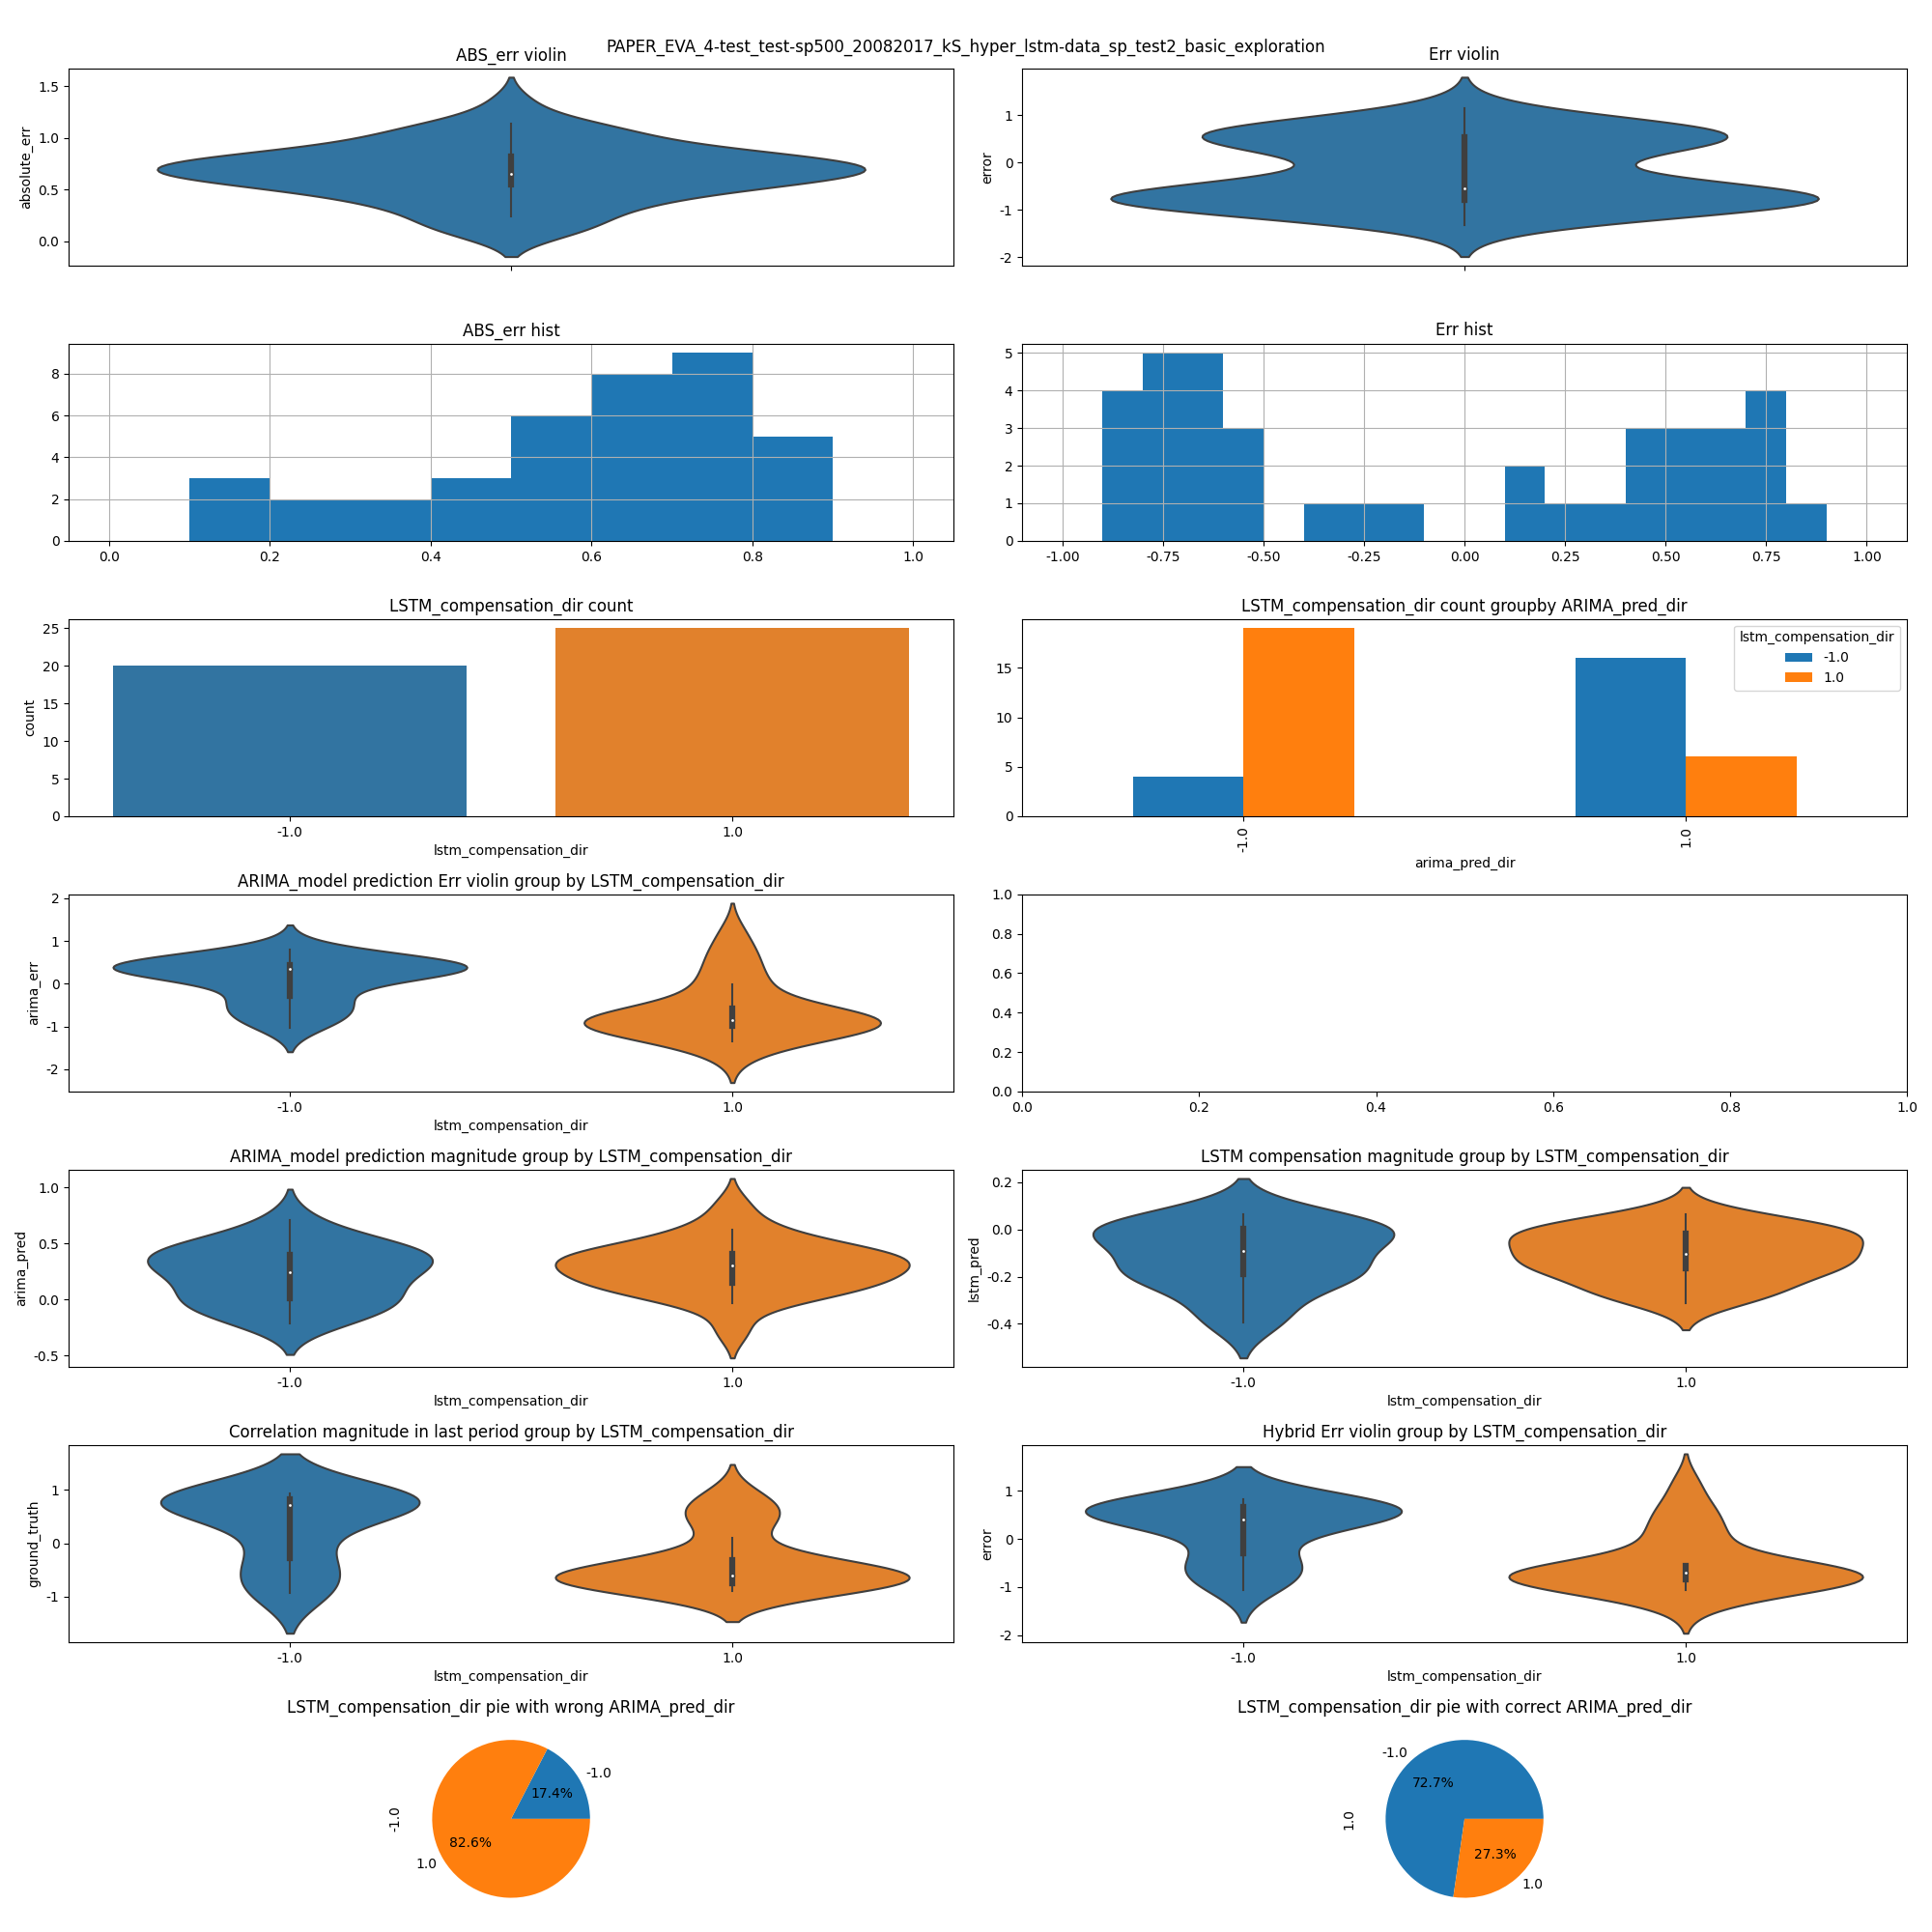 PAPER_EVA_4-test_test-sp500_20082017_kS_hyper_lstm-data_sp_test2_basic_exploration
ABS_err violin
absolute_err
1.5
1.0
0.5
0.0
Err violin
error
1
0
-1
-2
ABS_err hist
8
6
4
2
0
0.0 0.2 0.4 0.6 0.8 1.0
Err hist
5
4
3
2
1
0
-1.00 -0.75 -0.50 -0.25 0.00 0.25 0.50 0.75 1.00
LSTM_compensation_dir count
count
25
20
15
10
5
0
-1.0 1.0
lstm_compensation_dir
LSTM_compensation_dir count groupby ARIMA_pred_dir
lstm_compensation_dir
-1.0
1.0
15
10
5
0
-1.0 1.0
arima_pred_dir
ARIMA_model prediction Err violin group by LSTM_compensation_dir
arima_err
2
1
0
-1
-2
-1.0 1.0
lstm_compensation_dir
1.0
0.8
0.6
0.4
0.2
0.0
0.0 0.2 0.4 0.6 0.8 1.0
ARIMA_model prediction magnitude group by LSTM_compensation_dir
arima_pred
1.0
0.5
0.0
-0.5
-1.0 1.0
lstm_compensation_dir
LSTM compensation magnitude group by LSTM_compensation_dir
lstm_pred
0.2
0.0
-0.2
-0.4
-1.0 1.0
lstm_compensation_dir
Correlation magnitude in last period group by LSTM_compensation_dir
ground_truth
1
0
-1
-1.0 1.0
lstm_compensation_dir
Hybrid Err violin group by LSTM_compensation_dir
error
1
0
-1
-2
-1.0 1.0
lstm_compensation_dir
LSTM_compensation_dir pie with wrong ARIMA_pred_dir
-1.0
-1.0
17.4%
82.6%
1.0
LSTM_compensation_dir pie with correct ARIMA_pred_dir
1.0
-1.0
72.7%
27.3%
1.0